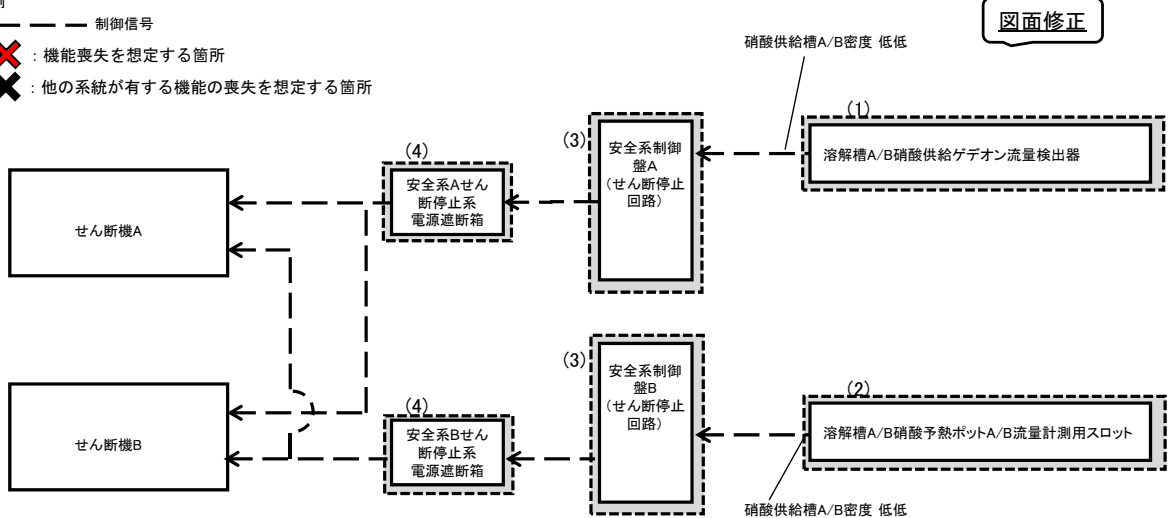 制御信号
：機能喪失を想定する箇所
：他の系統が有する機能の喪失を想定する箇所
図面修正
硝酸供給槽A/B密度 低低
(1)
溶解槽A/B硝酸供給ゲデオン流量検出器
(3)
安全系制御
盤A
(せん断停止
回路)
(4)
安全系Aせん
断停止系
電源遮断箱
せん断機A
(2)
溶解槽A/B硝酸予熱ポットA/B流量計測用スロット
(3)
安全系制御
盤B
(せん断停止
回路)
(4)
安全系Bせん
断停止系
電源遮断箱
せん断機B
硝酸供給槽A/B密度 低低